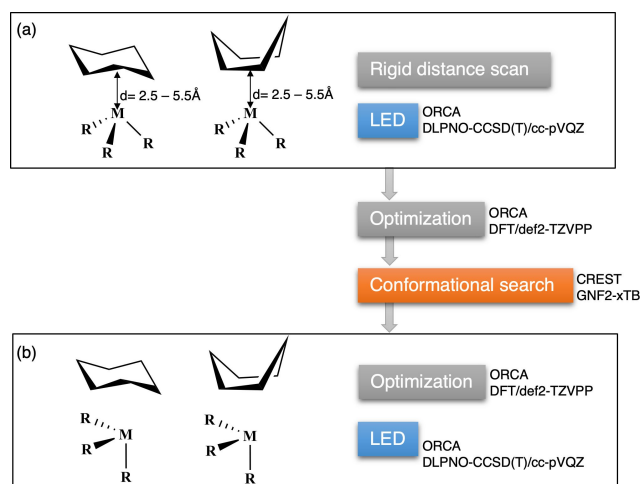 (a)
d= 2.5 – 5.5Å
d= 2.5 – 5.5Å
M
R
R
R
M
R
R
R
Rigid distance scan
LED
ORCA
DLPNO-CCSD(T)/cc-pVQZ
Optimization
ORCA
DFT/def2-TZVPP
Conformational search
CREST
GNF2-xTB
(b)
R
R
M
R
R
R
M
R
Optimization
ORCA
DFT/def2-TZVPP
LED
ORCA
DLPNO-CCSD(T)/cc-pVQZ